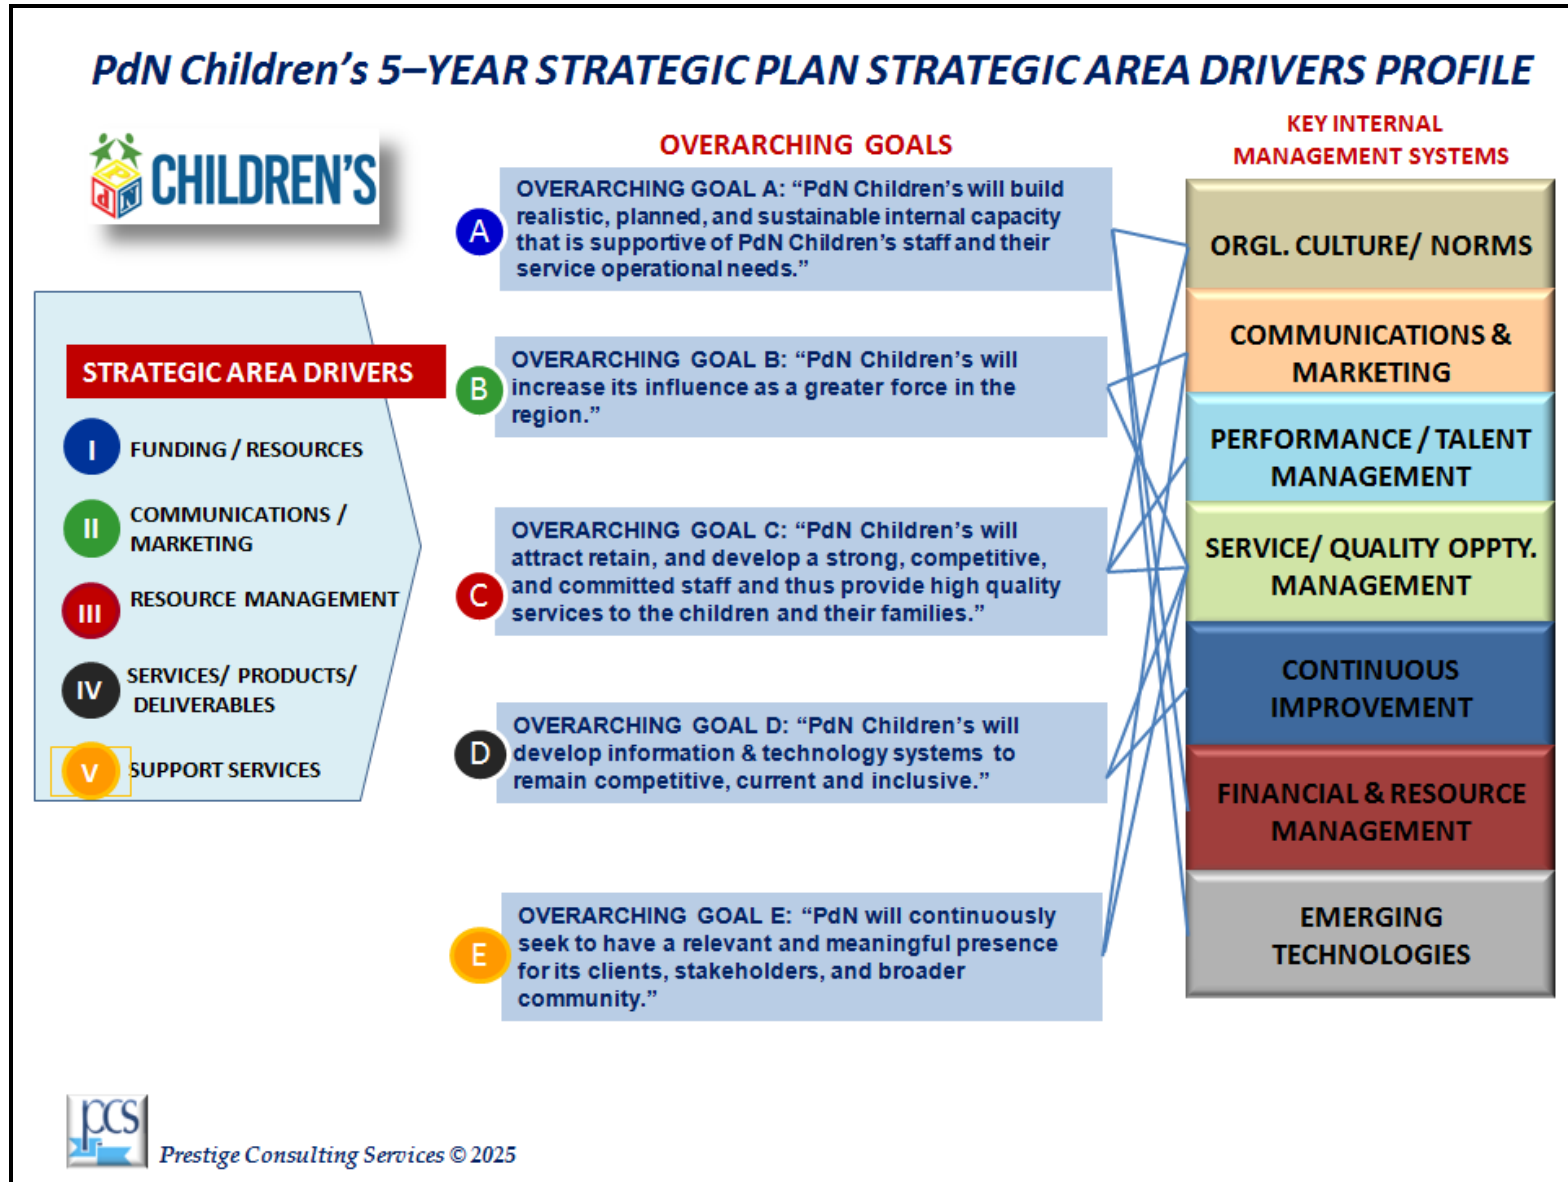 PdN Children’s 5–YEAR STRATEGIC PLAN STRATEGIC AREA DRIVERS PROFILE
P
P d N
CHILDREN'S
STRATEGIC AREA DRIVERS
I
FUNDING / RESOURCES
II
COMMUNICATIONS /
MARKETING
III
RESOURCE MANAGEMENT
IV
SERVICES/ PRODUCTS/
DELIVERABLES
V
SUPPORT SERVICES
OVERARCHING GOALS
A
OVERARCHING GOAL A: “PdN Children’s will build
realistic, planned, and sustainable internal capacity
that is supportive of PdN Children’s staff and their
service operational needs.”
B
OVERARCHING GOAL B: “PdN Children’s will
increase its influence as a greater force in the
region.”
C
OVERARCHING GOAL C: “PdN Children’s will
attract retain, and develop a strong, competitive,
and committed staff and thus provide high quality
services to the children and their families.”
D
OVERARCHING GOAL D: “PdN Children’s will
develop information & technology systems to
remain competitive, current and inclusive.”
E
OVERARCHING GOAL E: “PdN will continuously
seek to have a relevant and meaningful presence
for its clients, stakeholders, and broader
community.”
KEY INTERNAL
MANAGEMENT SYSTEMS
ORGL. CULTURE/ NORMS
COMMUNICATIONS &
MARKETING
PERFORMANCE / TALENT
MANAGEMENT
SERVICE/ QUALITY OPPTY.
MANAGEMENT
CONTINUOUS
IMPROVEMENT
FINANCIAL & RESOURCE
MANAGEMENT
EMERGING
TECHNOLOGIES
pcs
Prestige Consulting Services © 2025